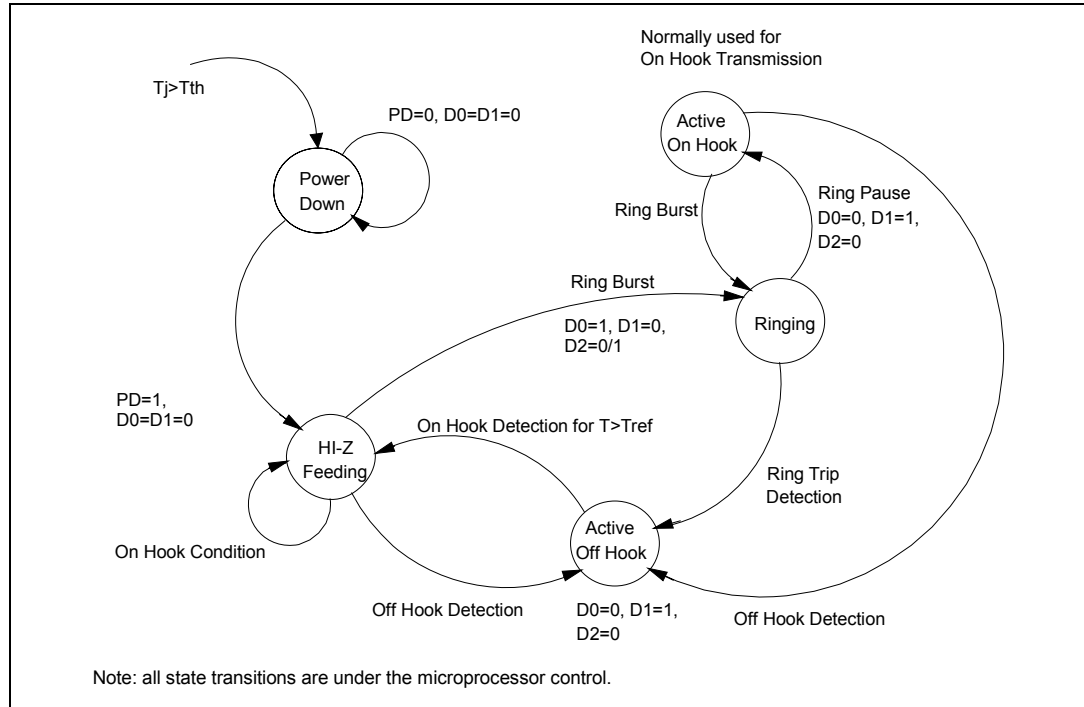 Normally used for
On Hook Transmission
Tj>Tth
PD=0, D0=D1=0
Active
On Hook
Power
Down
Ring Pause
D0=0, D1=1,
D2=0
Ring Burst
Ring Burst
Ringing
D0=1, D1=0,
D2=0/1
PD=1,
D0=D1=0
On Hook Detection for T>Tref
HI-Z
Feeding
Ring Trip
Detection
Active
Off Hook
On Hook Condition
Off Hook Detection
D0=0, D1=1,
D2=0
Off Hook Detection
Note: all state transitions are under the microprocessor control.